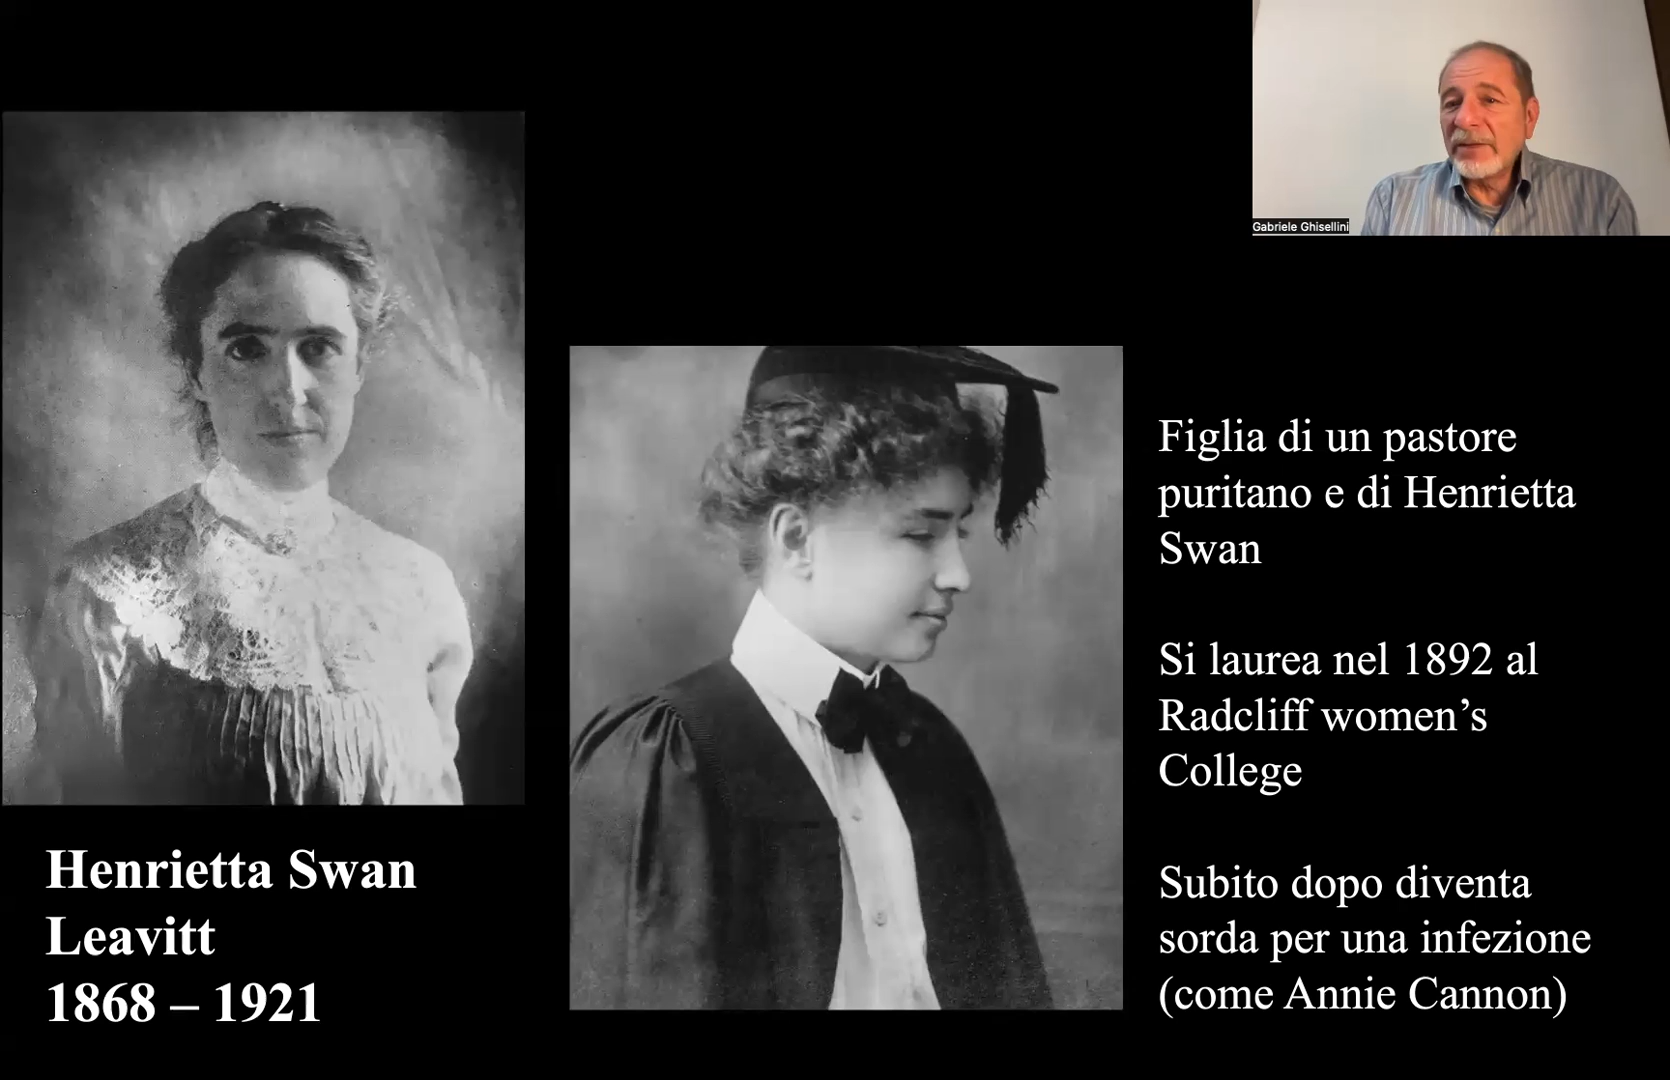 Gabriele Ghisellini
Henrietta Swan
Leavitt
1868 – 1921
Figlia di un pastore
puritano e di Henrietta
Swan
Si laurea nel 1892 al
Radcliff women’s
College
Subito dopo diventa
sorda per una infezione
(come Annie Cannon)